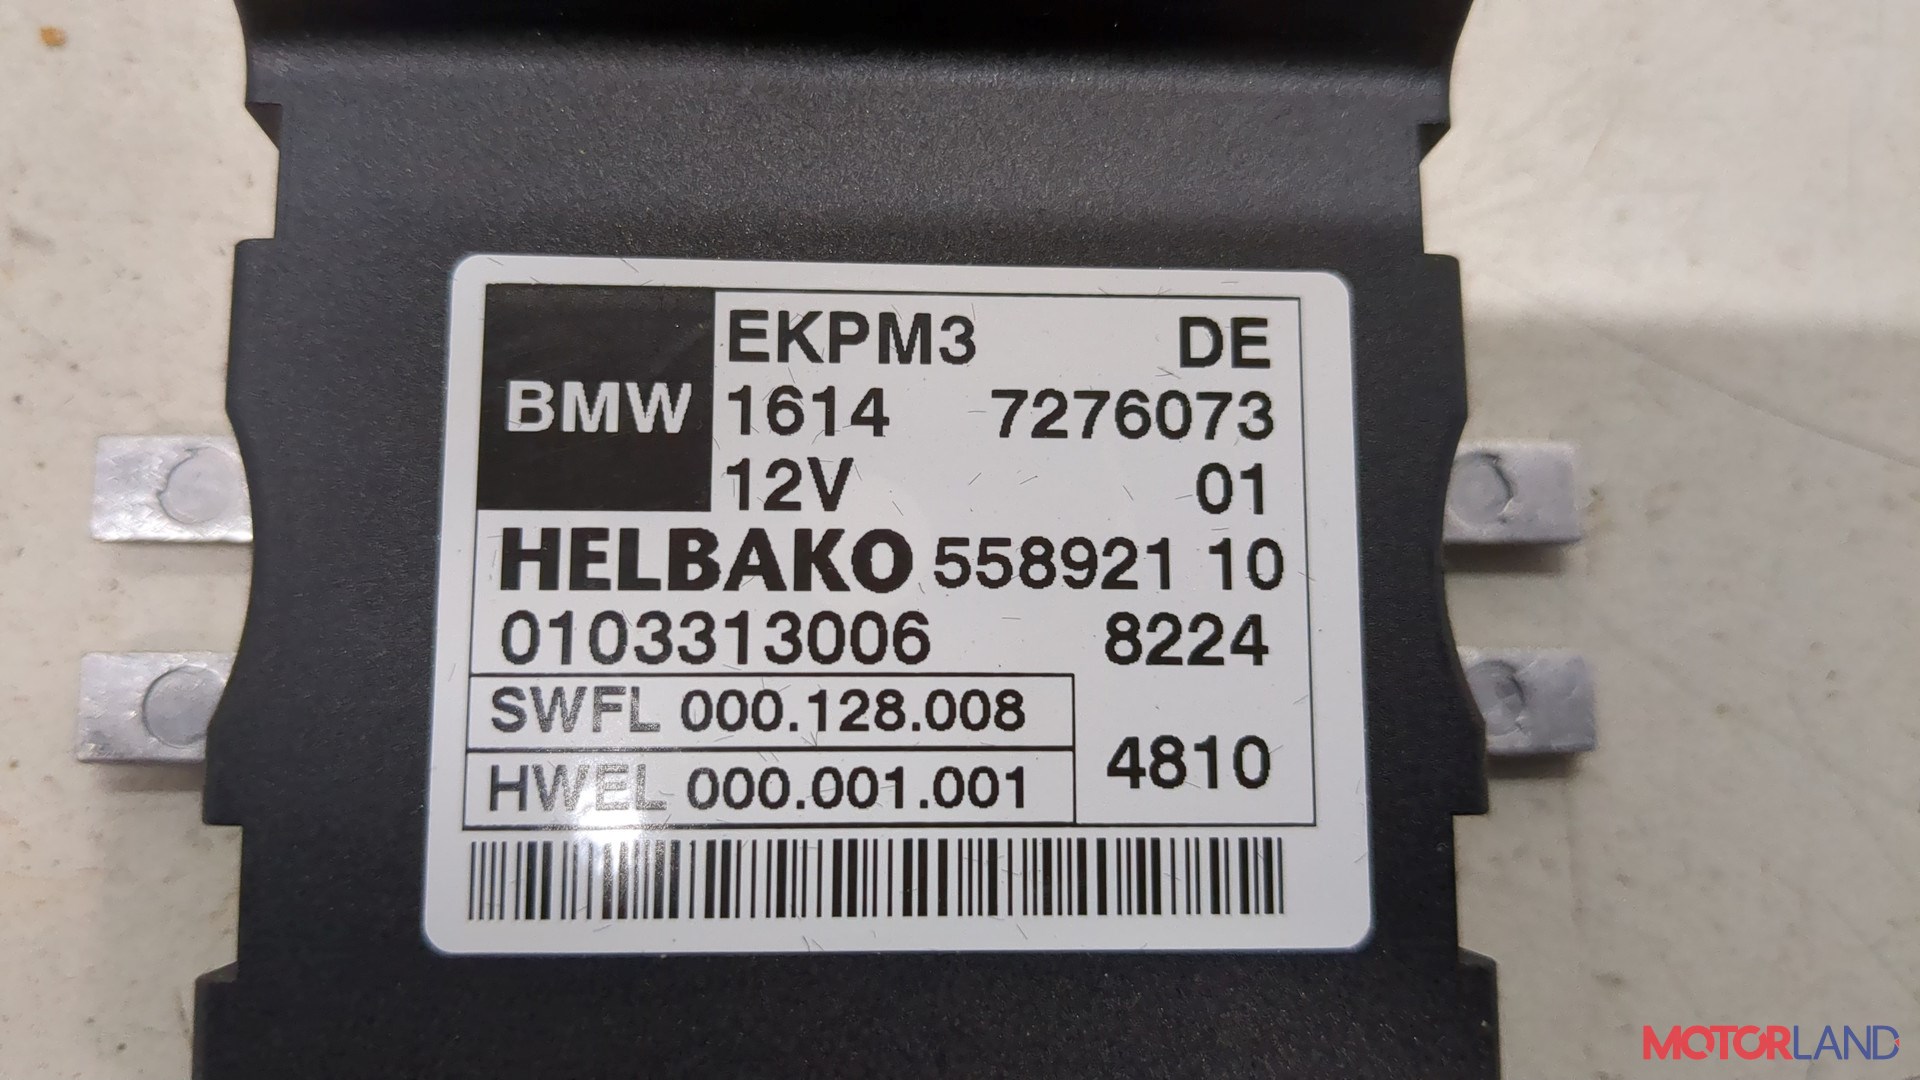 EKPM3 DE
BMW 1614 7276073
12V 01
HELBAKO 558921 10
0103313006 8224
SWFL 000.128.008
HWEL 000.001.001 4810
MOTORLAND